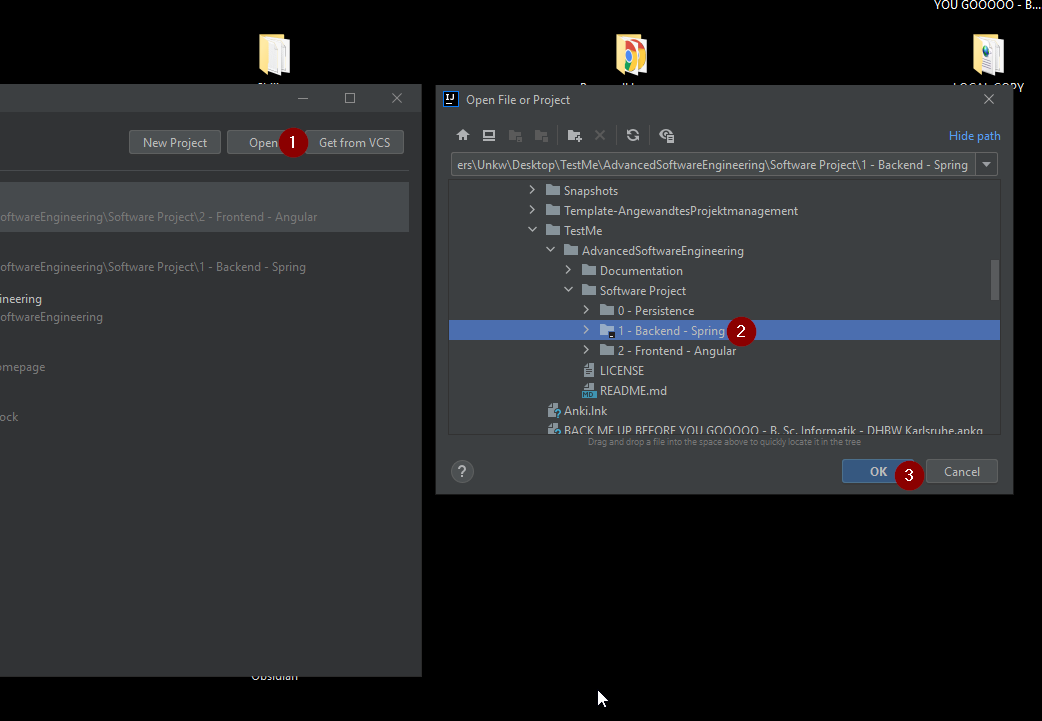 YOU GOOOOO - B...
LOCAL COPY
New Project
Open
1
Get from VCS
oftwareEngineering\Software Project\2 - Frontend - Angular
oftwareEngineering\Software Project\1 - Backend - Spring
ineering
oftwareEngineering
omepage
ock
Obsidian
IJ
Open File or Project
Hide path
ers\Unkw\Desktop\TestMe\AdvancedSoftwareEngineering\Software Project\1 - Backend - Spring
Snapshots
Template-AngewandtesProjektmanagement
TestMe
AdvancedSoftwareEngineering
Documentation
Software Project
0 - Persistence
1 - Backend - Spring
2
2 - Frontend - Angular
LICENSE
MD
README.md
Anki.lnk
BACK ME UP BEFORE YOU GOOOOO - B. Sc. Informatik - DHBW Karlsruhe.apkg
Drag and drop a file into the space above to quickly locate it in the tree
?
OK
3
Cancel